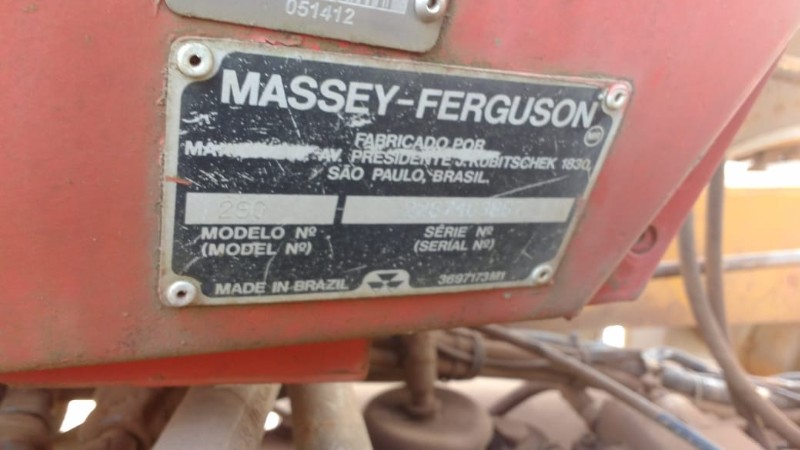 051412
MASSEY-FERGUSON
FABRICADO POR
AV. PRESIDENTE J. KUBITSCHEK 1830,
SÃO PAULO, BRASIL.
290
MODELO Nº SÉRIE Nº
(MODEL Nº) (SERIAL Nº)
MADE IN BRAZIL 3697173M1